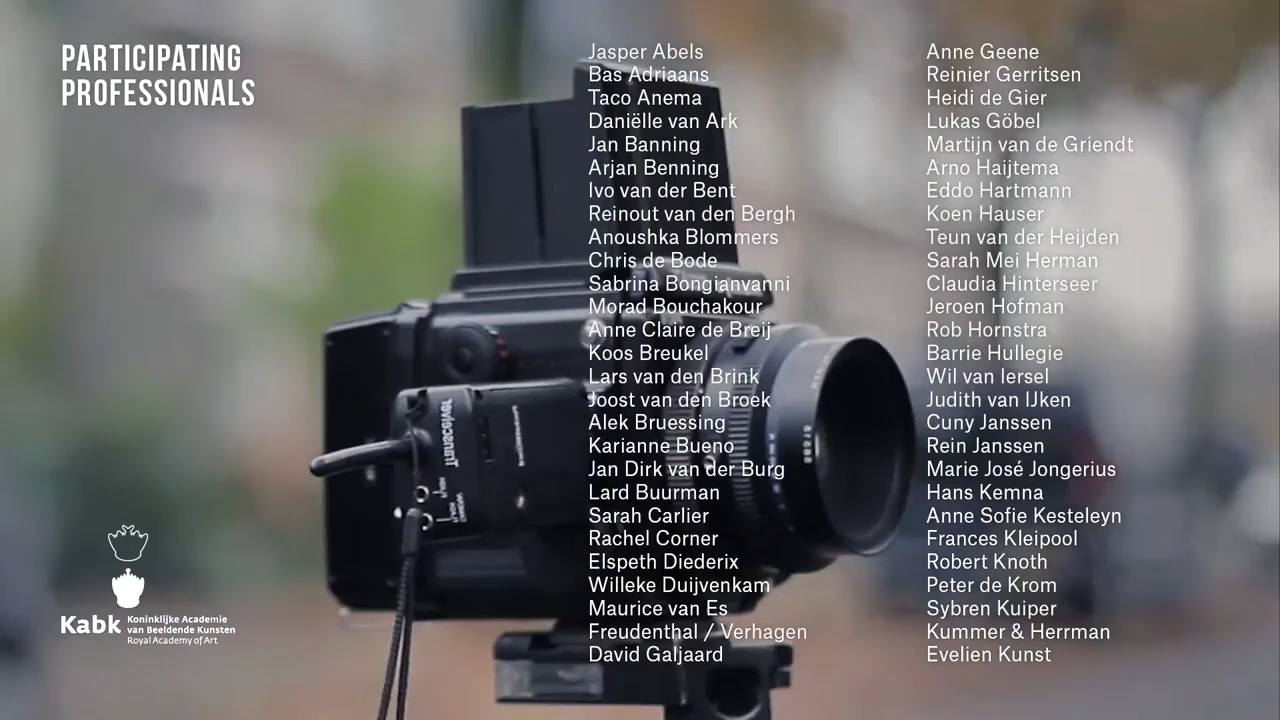 PARTICIPATING
PROFESSIONALS
Jasper Abels
Bas Adriaans
Taco Anema
Daniëlle van Ark
Jan Banning
Arjan Benning
Ivo van der Bent
Reinout van den Bergh
Anoushka Blommers
Chris de Bode
Sabrina Bongianvanni
Morad Bouchakour
Anne Claire de Breij
Koos Breukel
Lars van den Brink
Joost van den Broek
Alek Bruessing
Karianne Bueno
Jan Dirk van der Burg
Lard Buurman
Sarah Carlier
Rachel Corner
Elspeth Diederix
Willeke Duijvenkam
Maurice van Es
Freudenthal / Verhagen
David Galjaard
Anne Geene
Reinier Gerritsen
Heidi de Gier
Lukas Göbel
Martijn van de Griendt
Arno Haijtema
Eddo Hartmann
Koen Hauser
Teun van der Heijden
Sarah Mei Herman
Claudia Hinterseer
Jeroen Hofman
Rob Hornstra
Barrie Hullegie
Wil van Iersel
Judith van IJken
Cuny Janssen
Rein Janssen
Marie José Jongerius
Hans Kemna
Anne Sofie Kesteleyn
Frances Kleipool
Robert Knoth
Peter de Krom
Sybren Kuiper
Kummer & Herrman
Evelien Kunst
Kabk
Koninklijke Academie
van Beeldende Kunsten
Royal Academy of Art
Transceiver